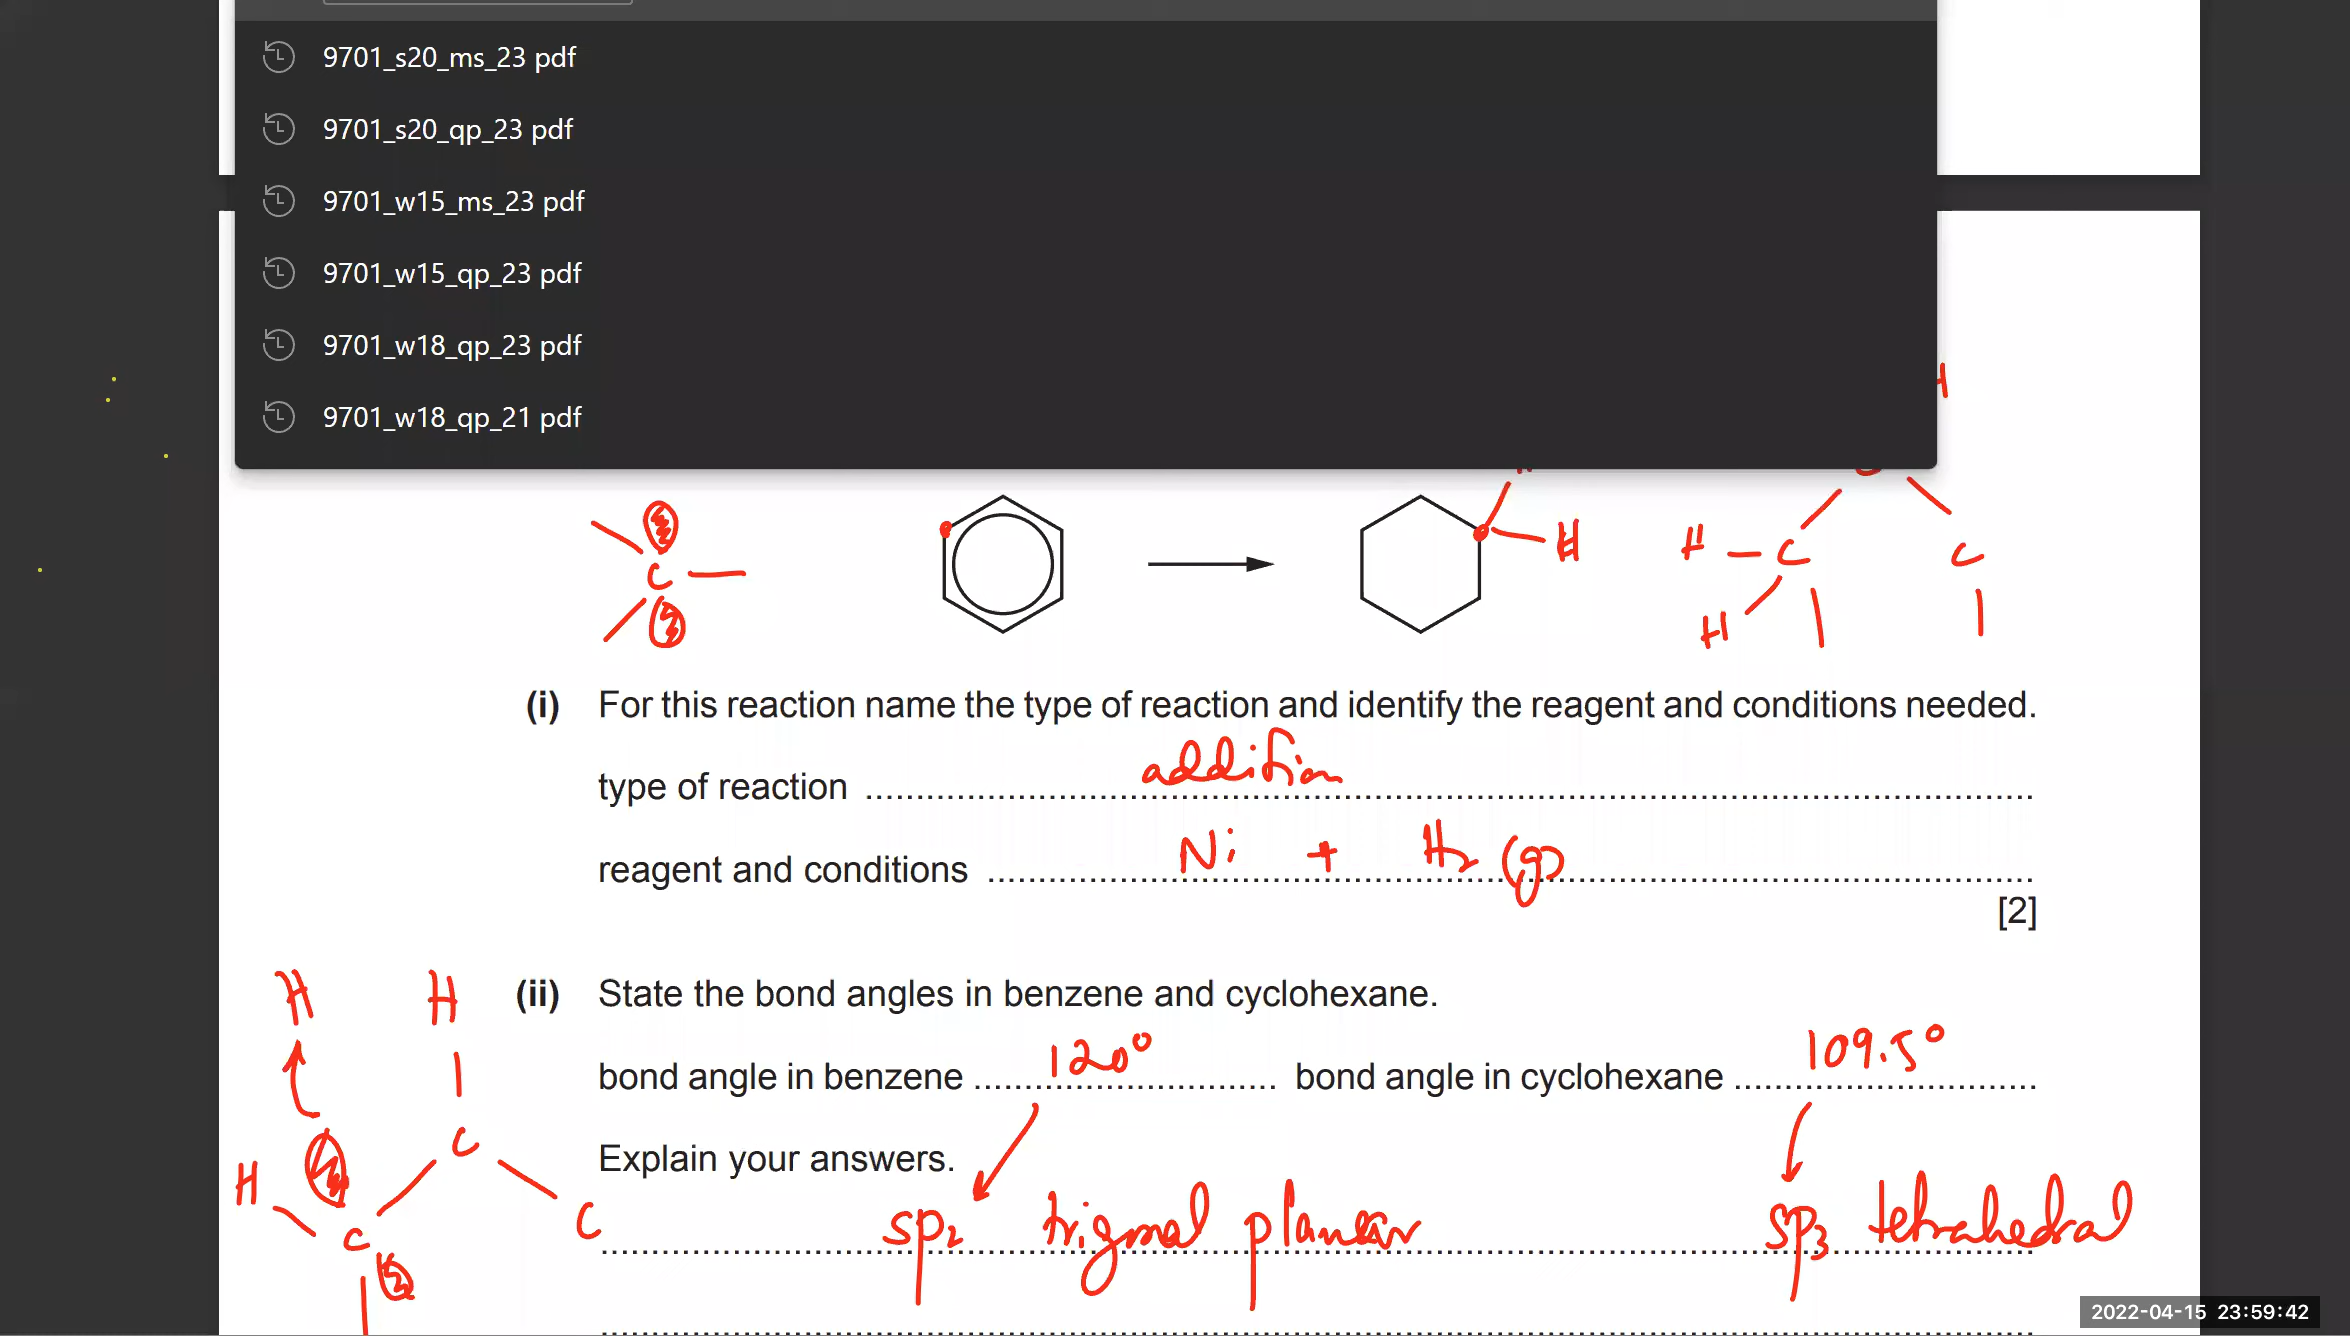 9701_s20_ms_23 pdf
9701_s20_qp_23 pdf
9701_w15_ms_23 pdf
9701_w15_qp_23 pdf
9701_w18_qp_23 pdf
9701_w18_qp_21 pdf
H
C H H C C
H
(i) For this reaction name the type of reaction and identify the reagent and conditions needed.
type of reaction addition
reagent and conditions Ni + H2 (g)
[2]
H H (ii) State the bond angles in benzene and cyclohexane.
bond angle in benzene 120° bond angle in cyclohexane 109.5°
C Explain your answers.
H C C sp2 trigonal planar sp3 tetrahedral
2022-04-15 23:59:42